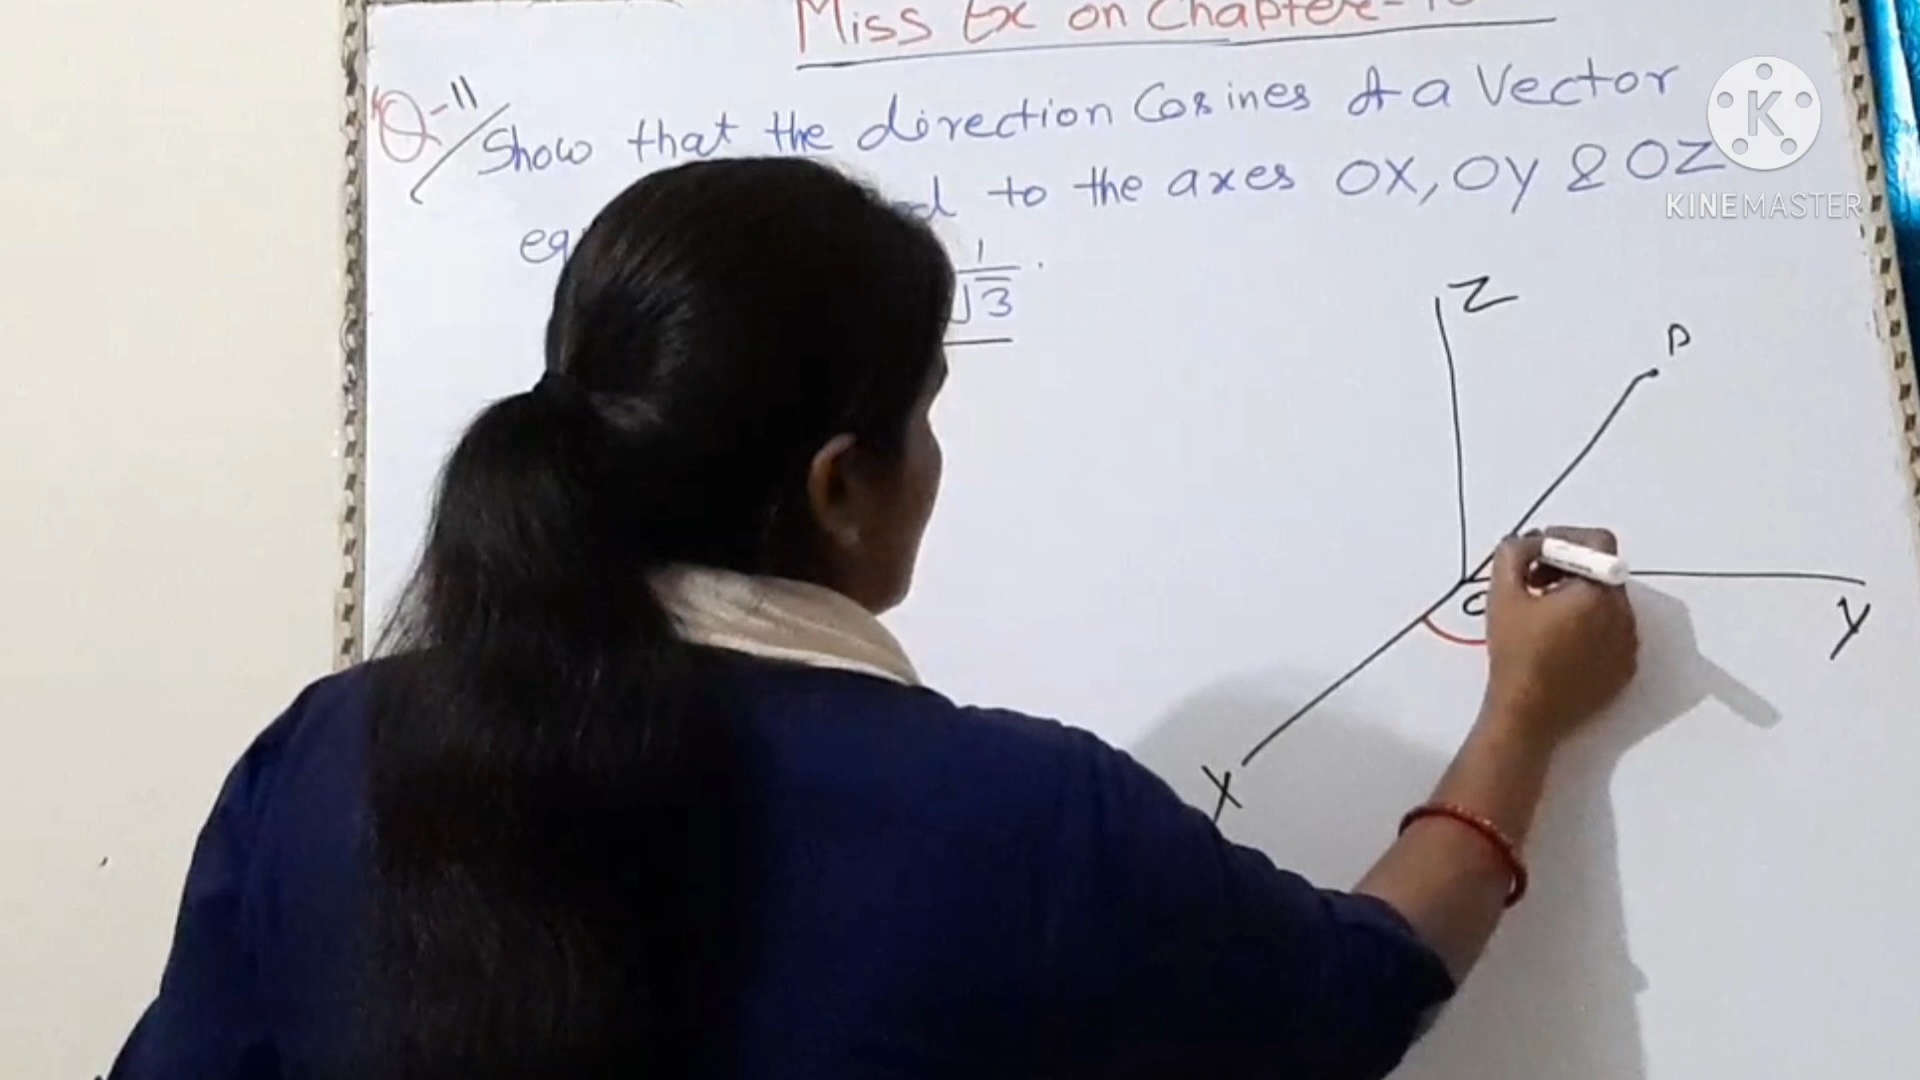 Miss Ex on Chapter-10
Q-11/ Show that the direction Cosines of a Vector
to the axes OX, OY & OZ
1/√3.
Z
P
O
Y
X
K
KINEMASTER